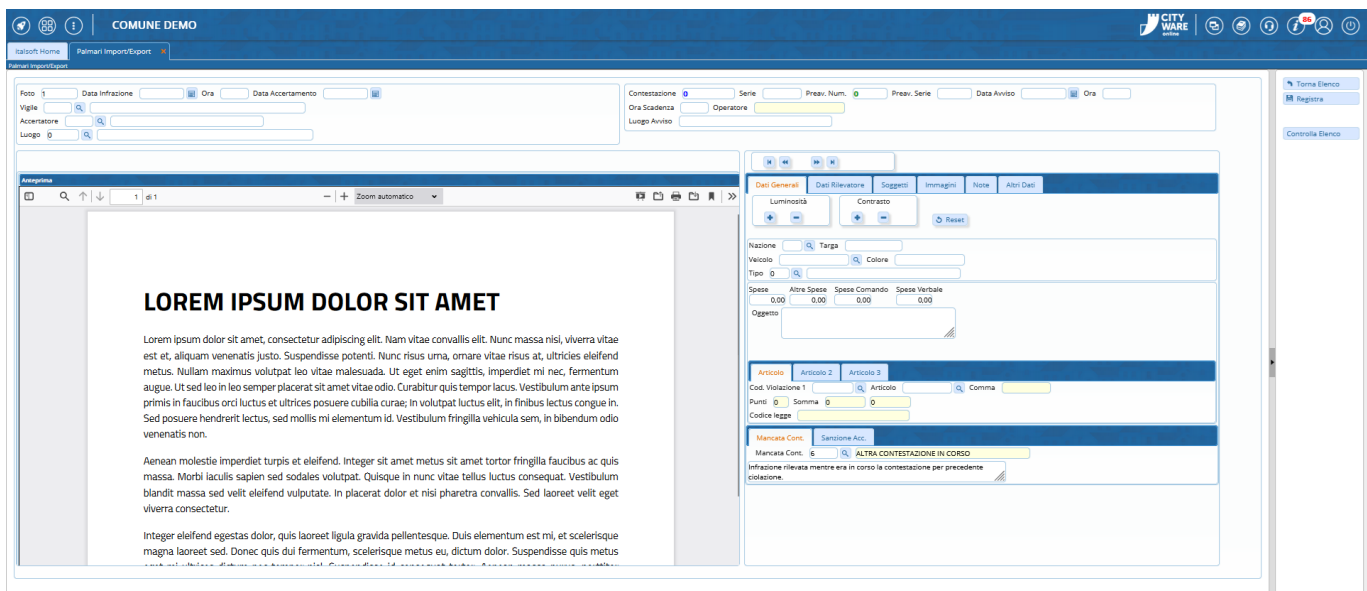 COMUNE DEMO
CITY WARE online
86
italsoft Home Palmari Import/Export ×
Palmari Import/Export
Foto 1 Data Infrazione Ora Data Accertamento
Vigile
Accertatore
Luogo 0
Contestazione 0 Serie Preav. Num. 0 Preav. Serie Data Avviso Ora
Ora Scadenza Operatore
Luogo Avviso
Torna Elenco
Registra
Controlla Elenco
Anteprima
1 di 1 Zoom automatico
LOREM IPSUM DOLOR SIT AMET
Lorem ipsum dolor sit amet, consectetur adipiscing elit. Nam vitae convallis elit. Nunc massa nisi, viverra vitae
est et, aliquam venenatis justo. Suspendisse potenti. Nunc risus urna, ornare vitae risus at, ultricies eleifend
metus. Nullam maximus volutpat leo vitae malesuada. Ut eget enim sagittis, imperdiet mi nec, fermentum
augue. Ut sed leo in leo semper placerat sit amet vitae odio. Curabitur quis tempor lacus. Vestibulum ante ipsum
primis in faucibus orci luctus et ultrices posuere cubilia curae; In volutpat luctus elit, in finibus lectus congue in.
Sed posuere hendrerit lectus, sed mollis mi elementum id. Vestibulum fringilla vehicula sem, in bibendum odio
venenatis non.
Aenean molestie imperdiet turpis et eleifend. Integer sit amet metus sit amet tortor fringilla faucibus ac quis
massa. Morbi iaculis sapien sed sodales volutpat. Quisque in nunc vitae tellus luctus consequat. Vestibulum
blandit massa sed velit eleifend vulputate. In placerat dolor et nisi pharetra convallis. Sed laoreet velit eget
viverra consectetur.
Integer eleifend egestas dolor, quis laoreet ligula gravida pellentesque. Duis elementum est mi, et scelerisque
magna laoreet sed. Donec quis dui fermentum, scelerisque metus eu, dictum dolor. Suspendisse quis metus
Dati Generali Dati Rilevatore Soggetti Immagini Note Altri Dati
Luminosità Contrasto
Reset
Nazione Targa
Veicolo Colore
Tipo 0
Spese Altre Spese Spese Comando Spese Verbale
0,00 0,00 0,00 0,00
Oggetto
Articolo Articolo 2 Articolo 3
Cod. Violazione 1 Articolo Comma
Punti 0 Somma 0 0
Codice legge
Mancata Cont. Sanzione Acc.
Mancata Cont. 6 ALTRA CONTESTAZIONE IN CORSO
Infrazione rilevata mentre era in corso la contestazione per precedente
ciolazione.